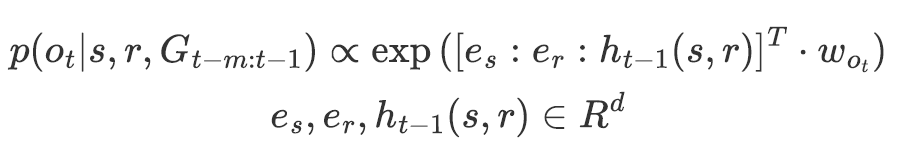 p(o_t|s, r, G_{t−m:t−1}) ∝ exp ([e_s : e_r : h_{t−1}(s, r)]^T · w_{o_t})
e_s, e_r, h_{t−1}(s, r) ∈ R^d